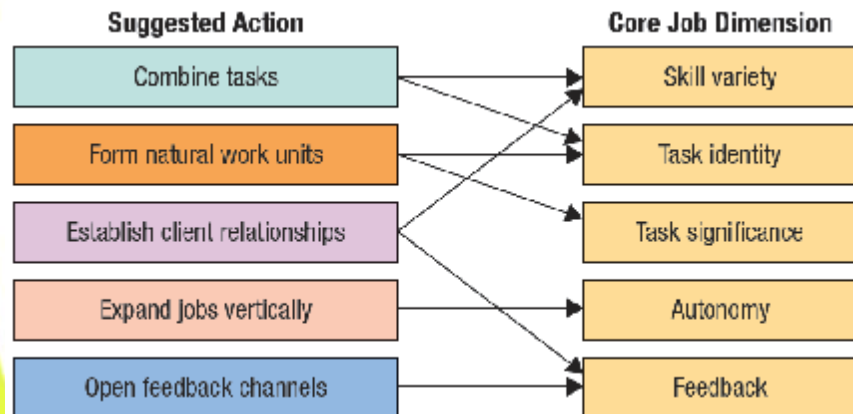 Suggested Action Core Job Dimension
Combine tasks Skill variety
Form natural work units Task identity
Establish client relationships Task significance
Expand jobs vertically Autonomy
Open feedback channels Feedback